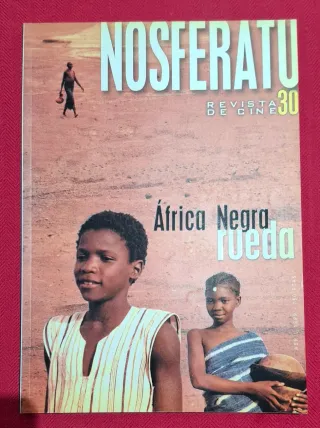 NOSFERATU
REVISTA
DE CINE 30
África Negra
rueda